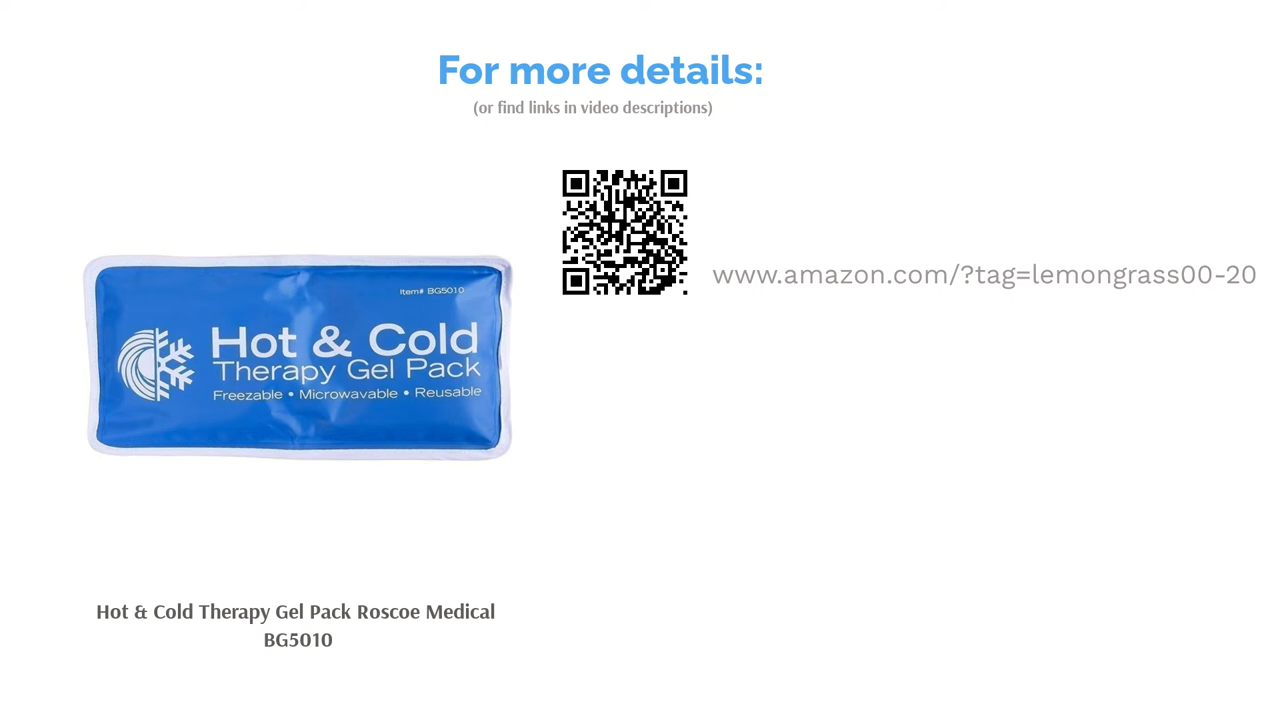 For more details:
(or find links in video descriptions)
www.amazon.com/?tag=lemongrass00-20
Item# BG5010
Hot & Cold
Therapy Gel Pack
Freezable • Microwavable • Reusable
Hot & Cold Therapy Gel Pack Roscoe Medical
BG5010